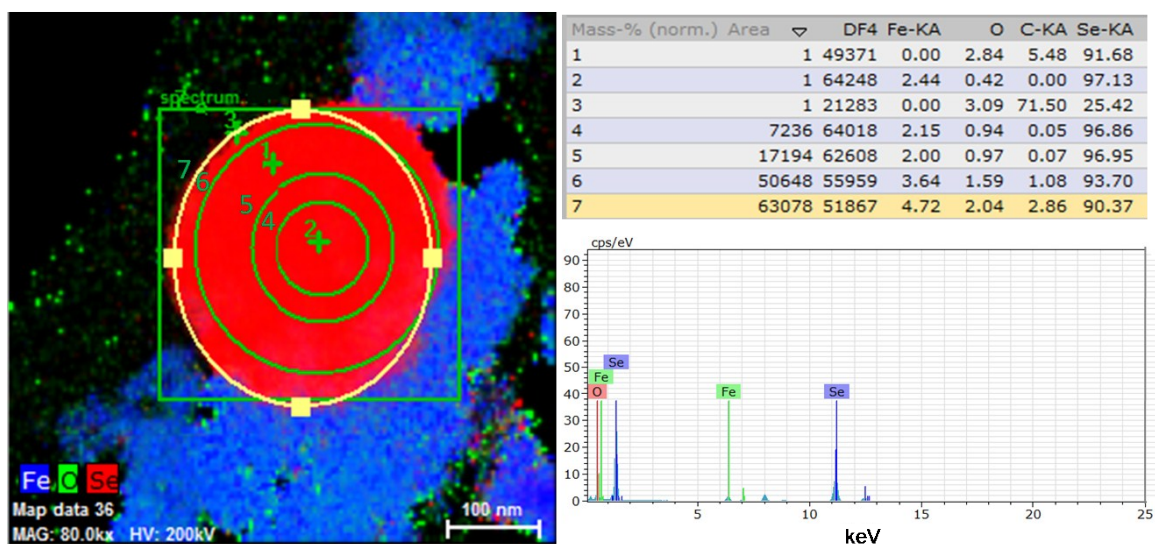 spectrum
3
1
7
6
5
4
2
Fe O Se
Map data 36
MAG: 80.0kx HV: 200kV
100 nm
Mass-% (norm.) Area DF4 Fe-KA O C-KA Se-KA
1 1 49371 0.00 2.84 5.48 91.68
2 1 64248 2.44 0.42 0.00 97.13
3 1 21283 0.00 3.09 71.50 25.42
4 7236 64018 2.15 0.94 0.05 96.86
5 17194 62608 2.00 0.97 0.07 96.95
6 50648 55959 3.64 1.59 1.08 93.70
7 63078 51867 4.72 2.04 2.86 90.37
cps/eV
90
80
70
60
50
40
30
20
10
0
Se
Fe
O
Fe
Se
5 10 15 20 25
keV